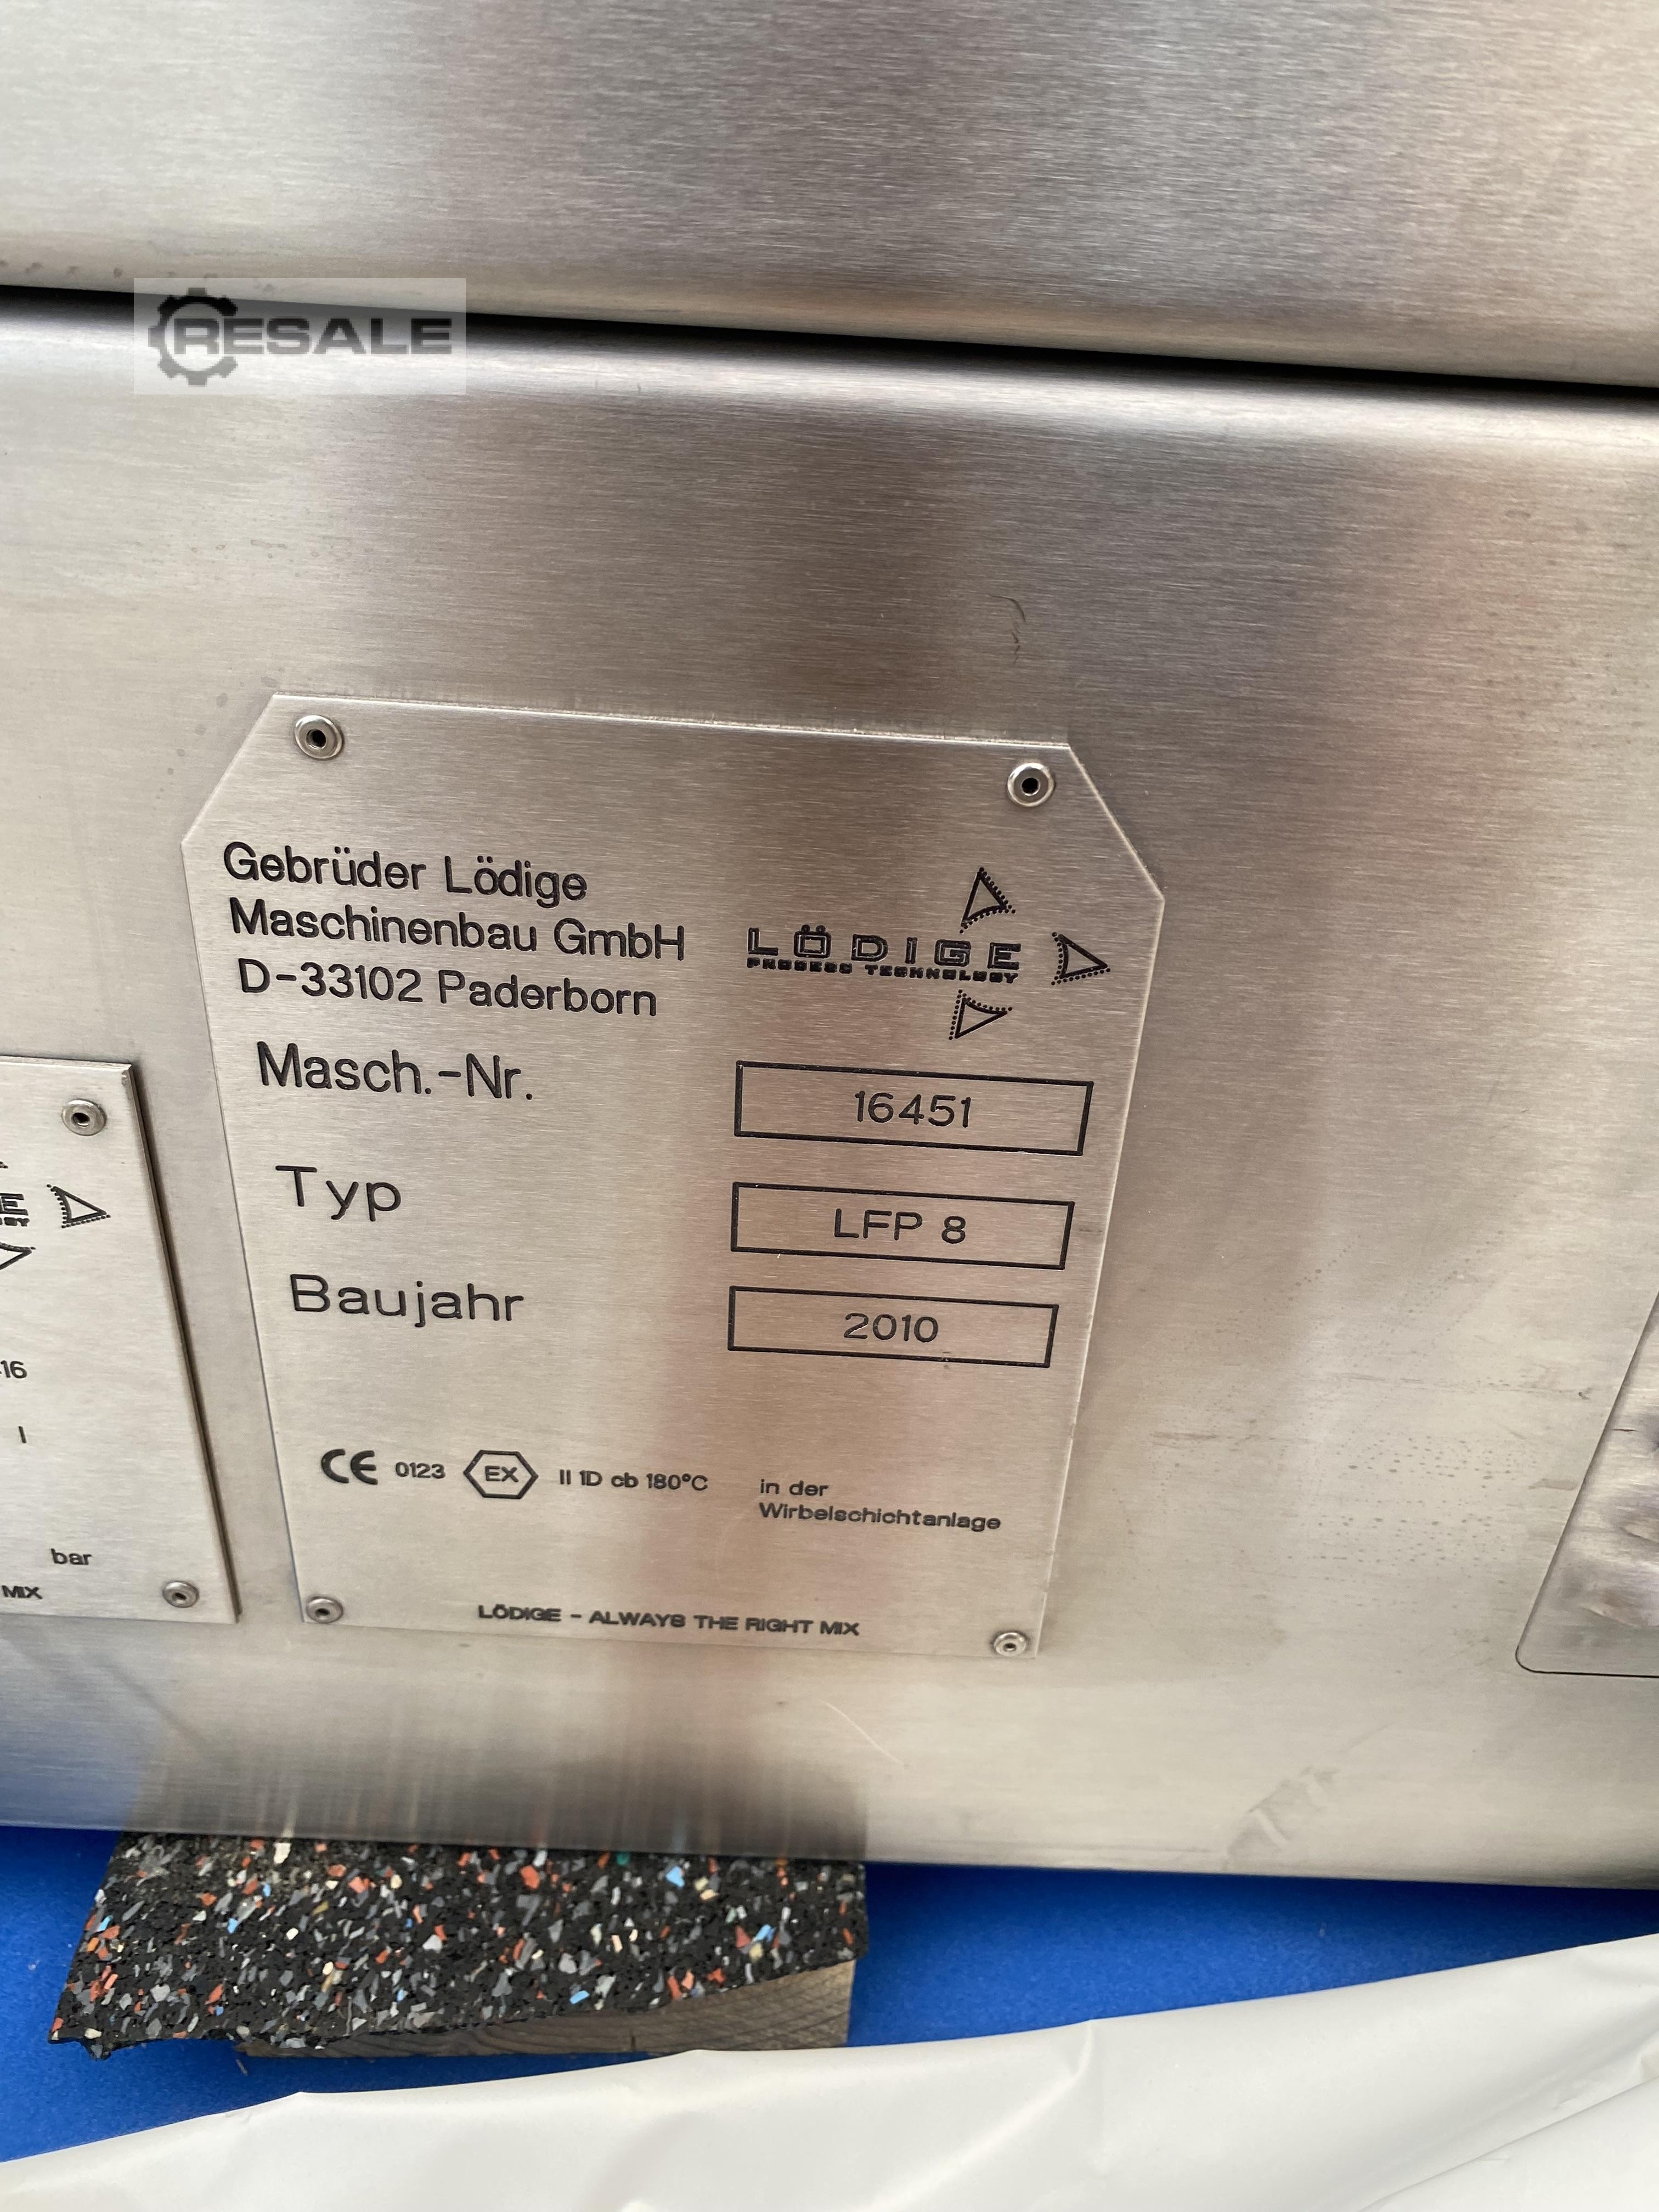 RESALE
Gebrüder Lödige
Maschinenbau GmbH
D-33102 Paderborn
LÖDIGE
PROCESS TECHNOLOGY
Masch.-Nr.
16451
Typ
LFP 8
Baujahr
2010
CE 0123 EX II 1D cb 180°C
in der
Wirbelschichtanlage
LÖDIGE - ALWAYS THE RIGHT MIX
E
16
l
bar
MIX